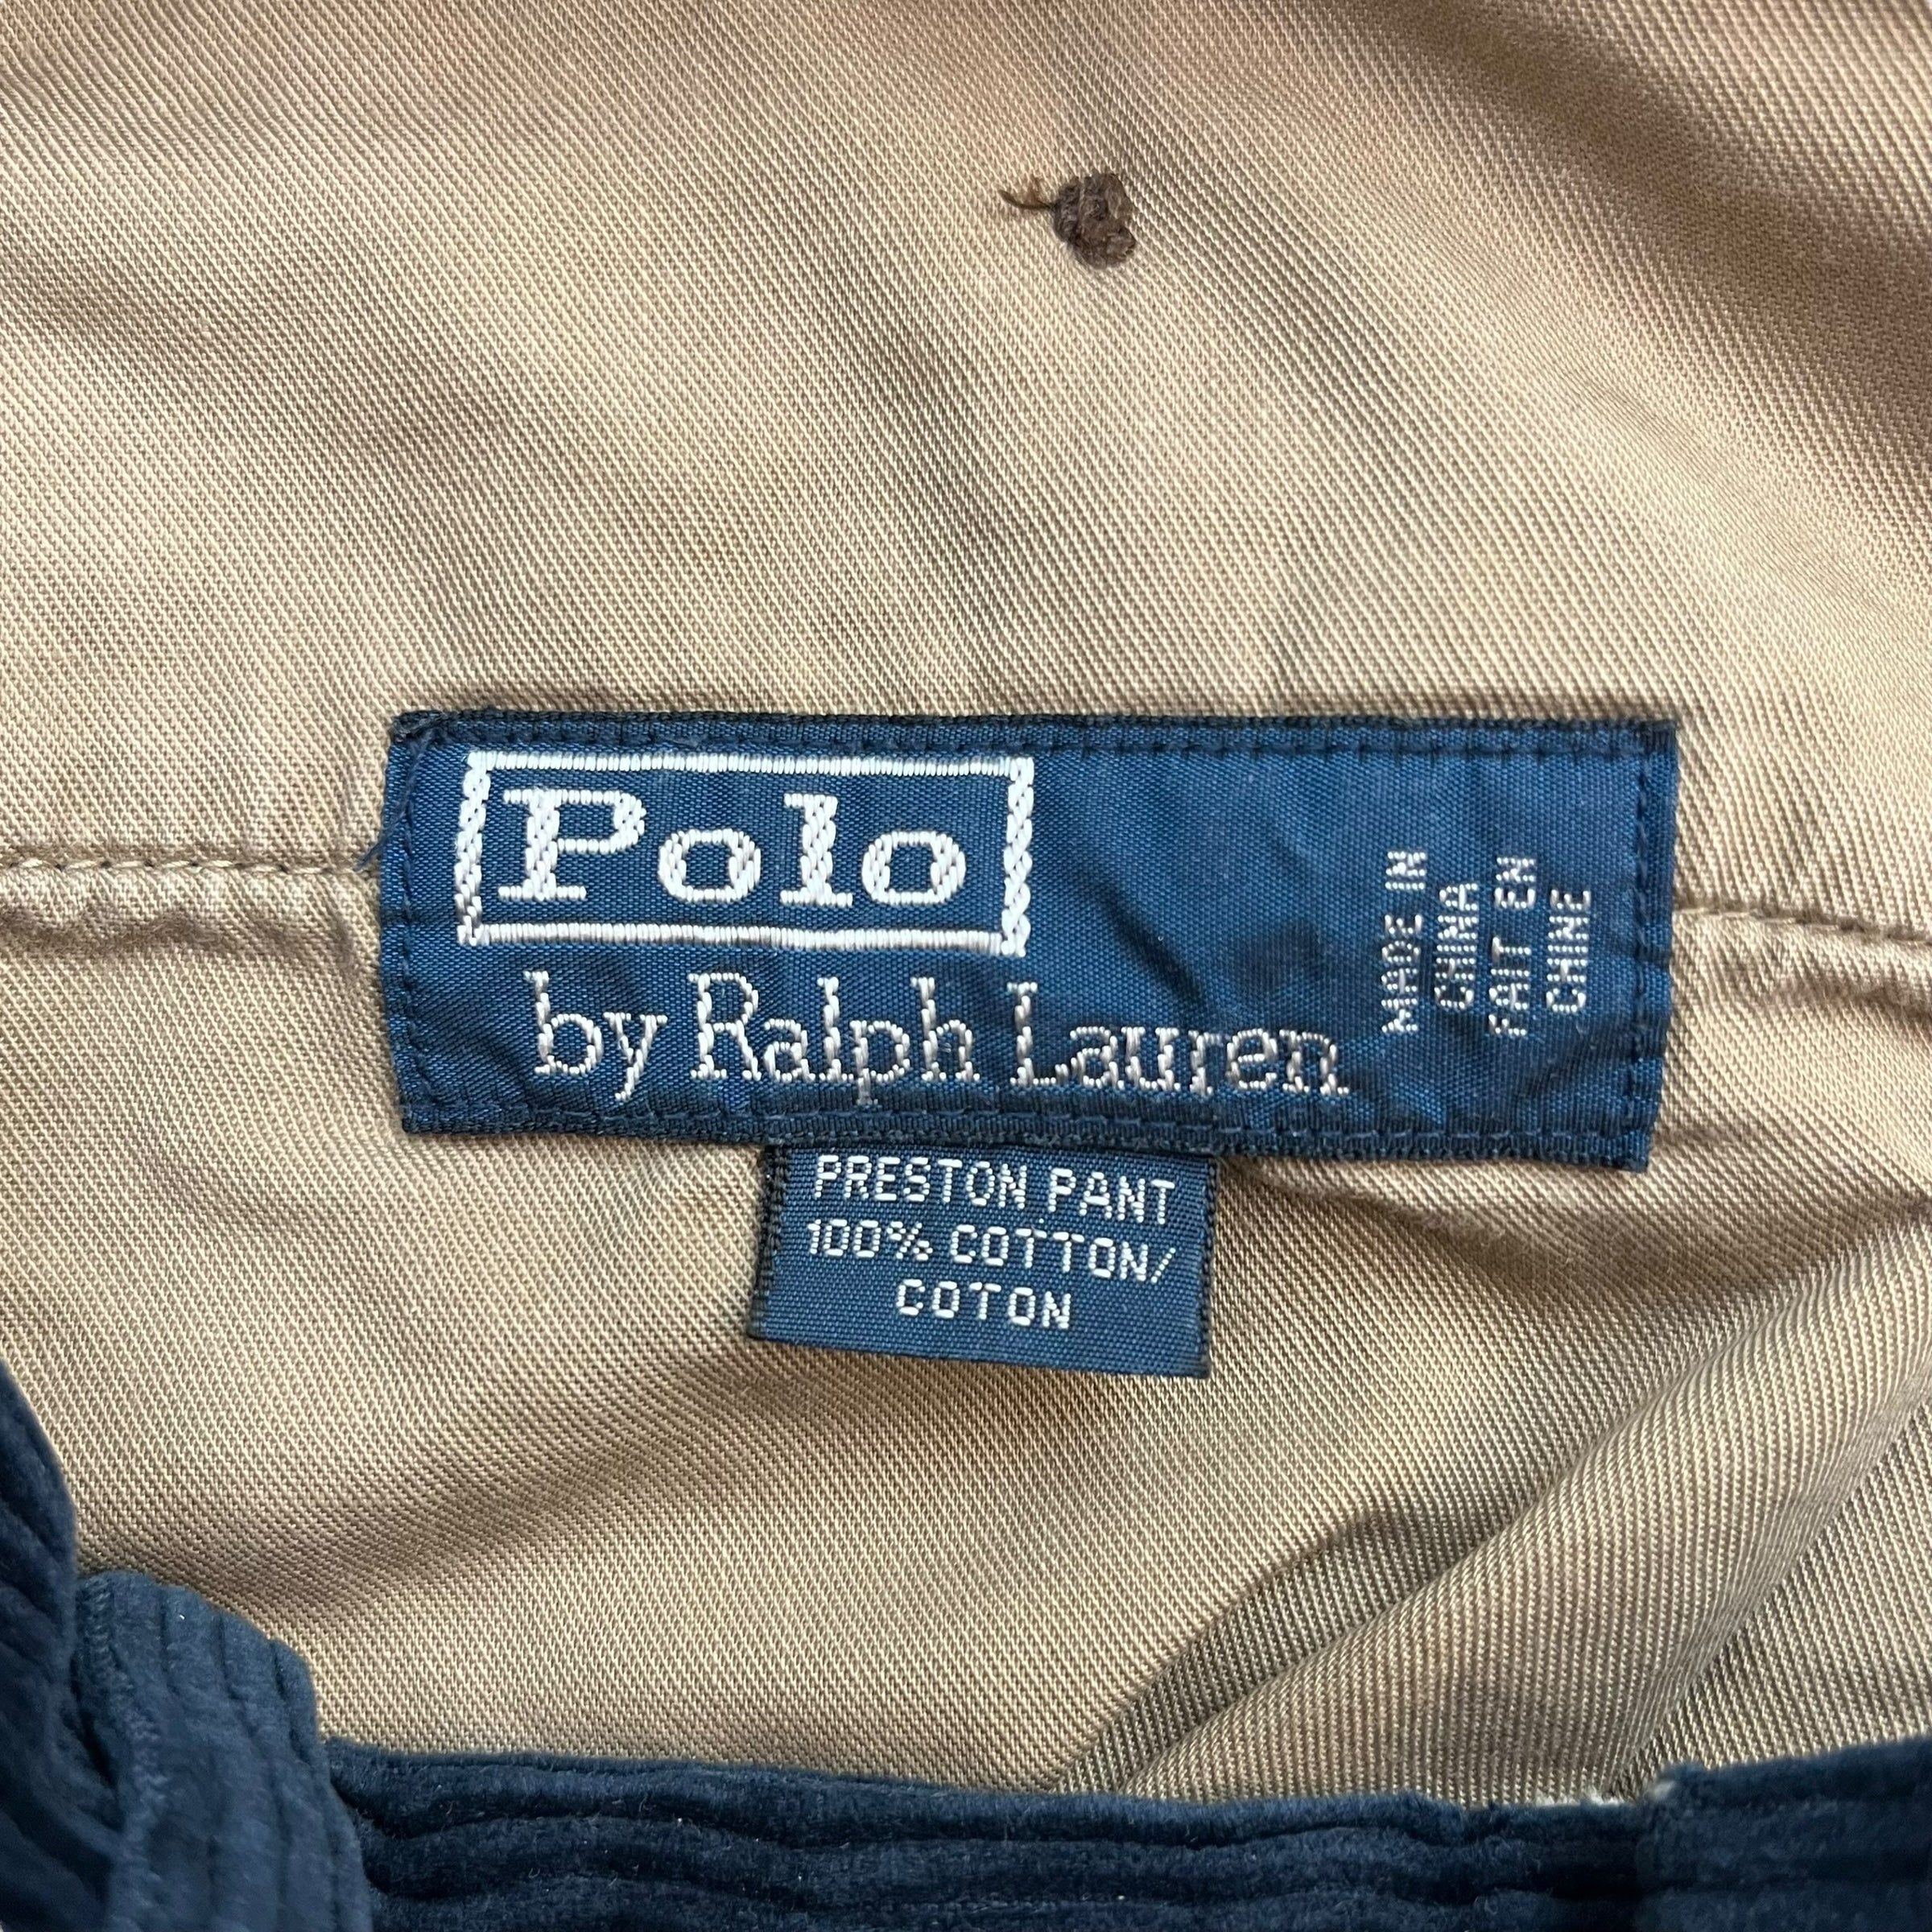 Polo
by Ralph Lauren
MADE IN
CHINA
FAIT EN
CHINE
PRESTON PANT
100% COTTON/
COTON